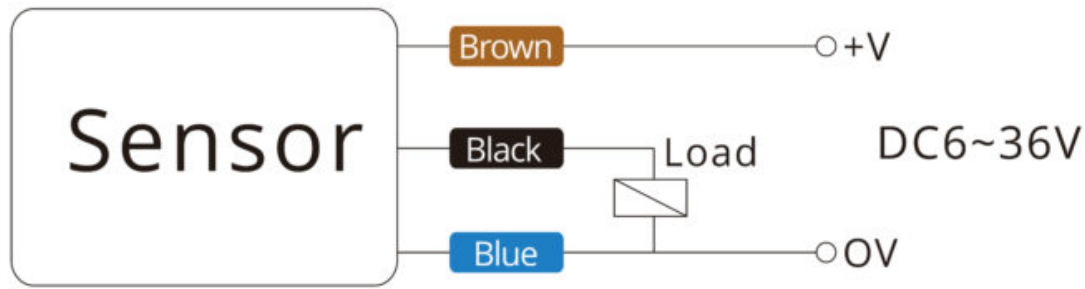 Sensor
Brown
+V
Black
Load
DC6~36V
Blue
0V